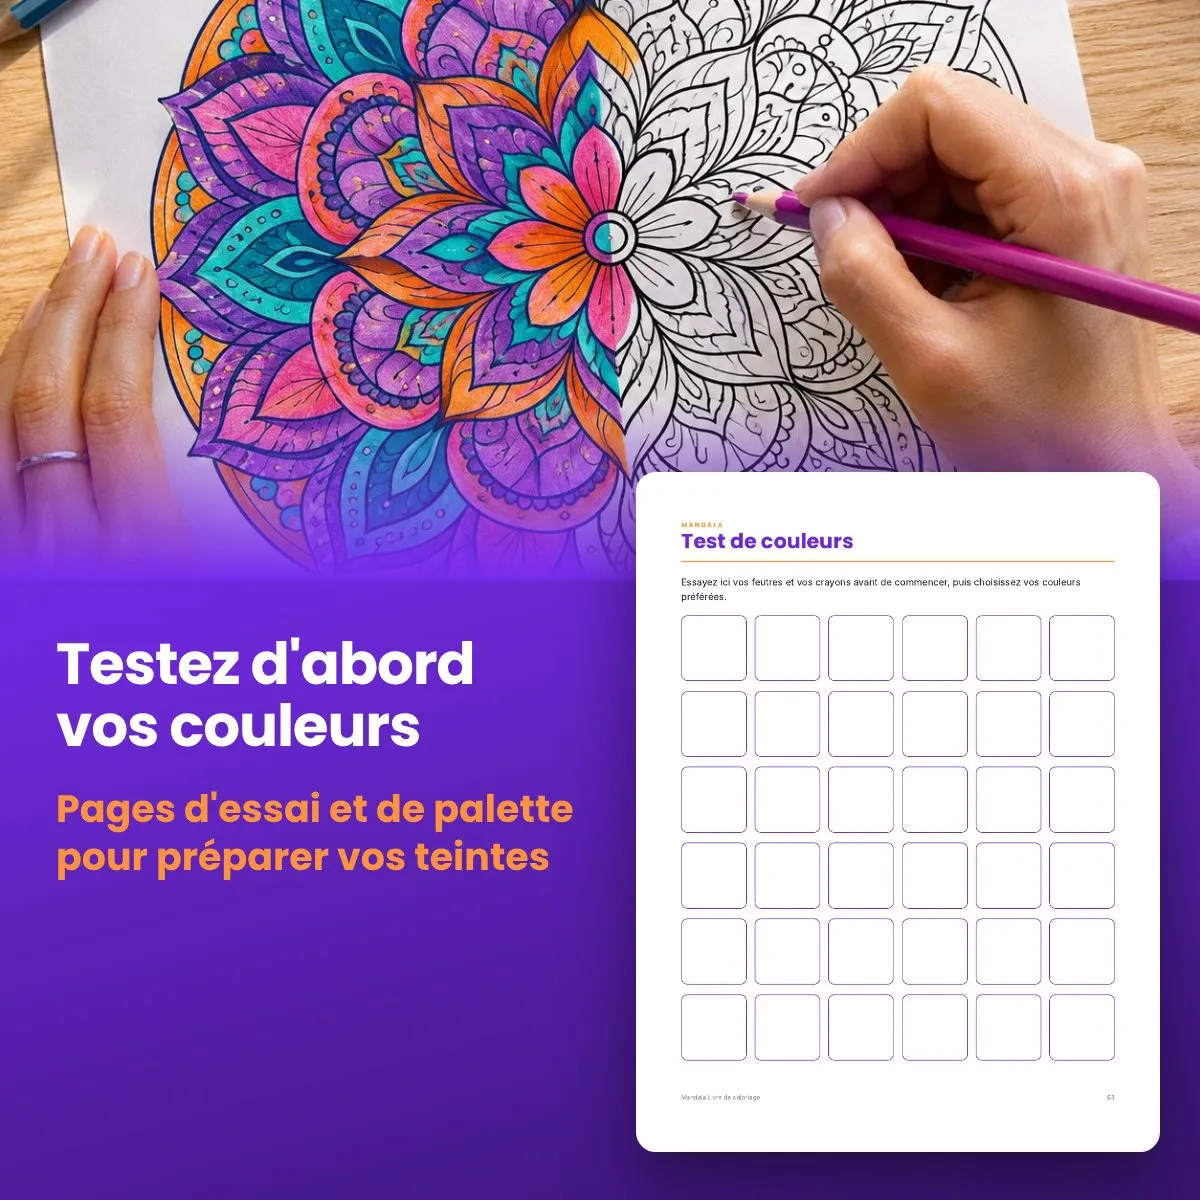 MANDALA
Test de couleurs
Essayez ici vos feutres et vos crayons avant de commencer, puis choisissez vos couleurs
préférées.
Testez d'abord
vos couleurs
Pages d'essai et de palette
pour préparer vos teintes
Mandala Livre de coloriage
63